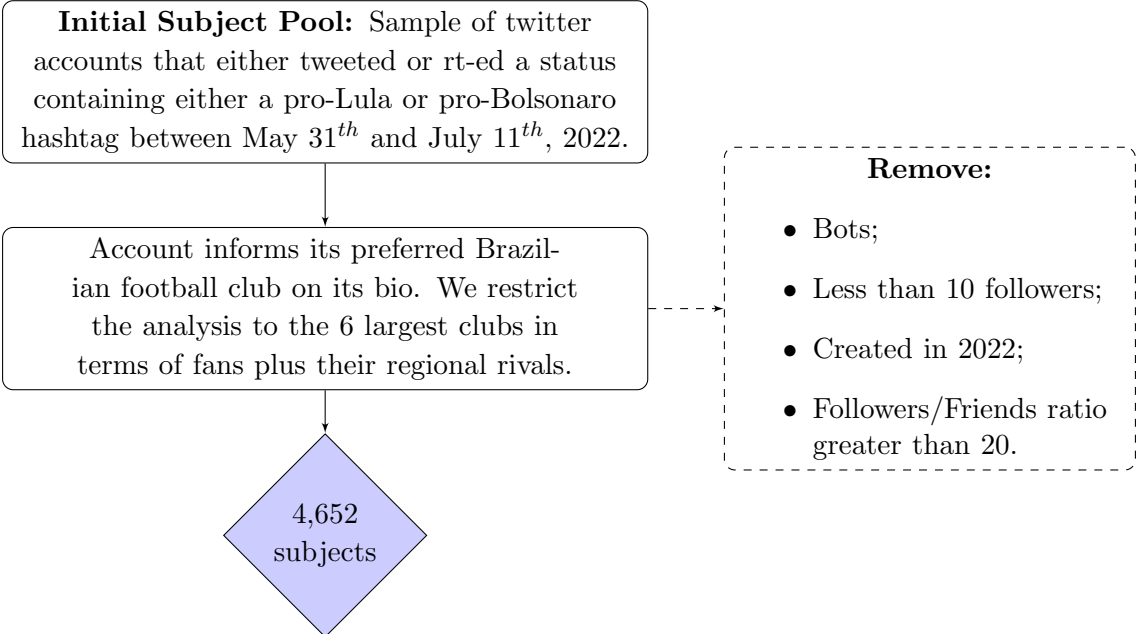 Initial Subject Pool: Sample of twitter
accounts that either tweeted or rt-ed a status
containing either a pro-Lula or pro-Bolsonaro
hashtag between May 31th and July 11th, 2022.
Account informs its preferred Brazil-
ian football club on its bio. We restrict
the analysis to the 6 largest clubs in
terms of fans plus their regional rivals.
Remove:
• Bots;
• Less than 10 followers;
• Created in 2022;
• Followers/Friends ratio
greater than 20.
4,652
subjects